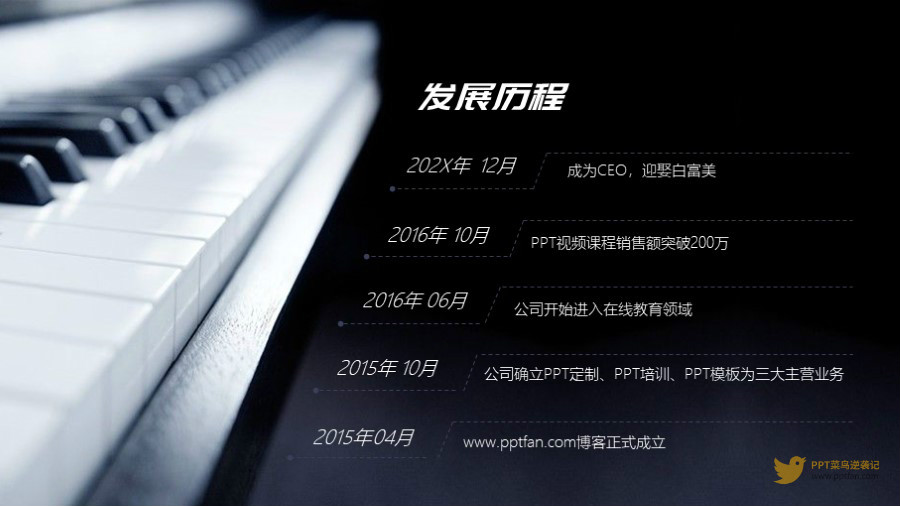 发展历程
202X年 12月
成为CEO，迎娶白富美
2016年 10月
PPT视频课程销售额突破200万
2016年 06月
公司开始进入在线教育领域
2015年 10月
公司确立PPT定制、PPT培训、PPT模板为三大主营业务
2015年04月
www.pptfan.com博客正式成立
PPT菜鸟逆袭记
www.pptfan.com